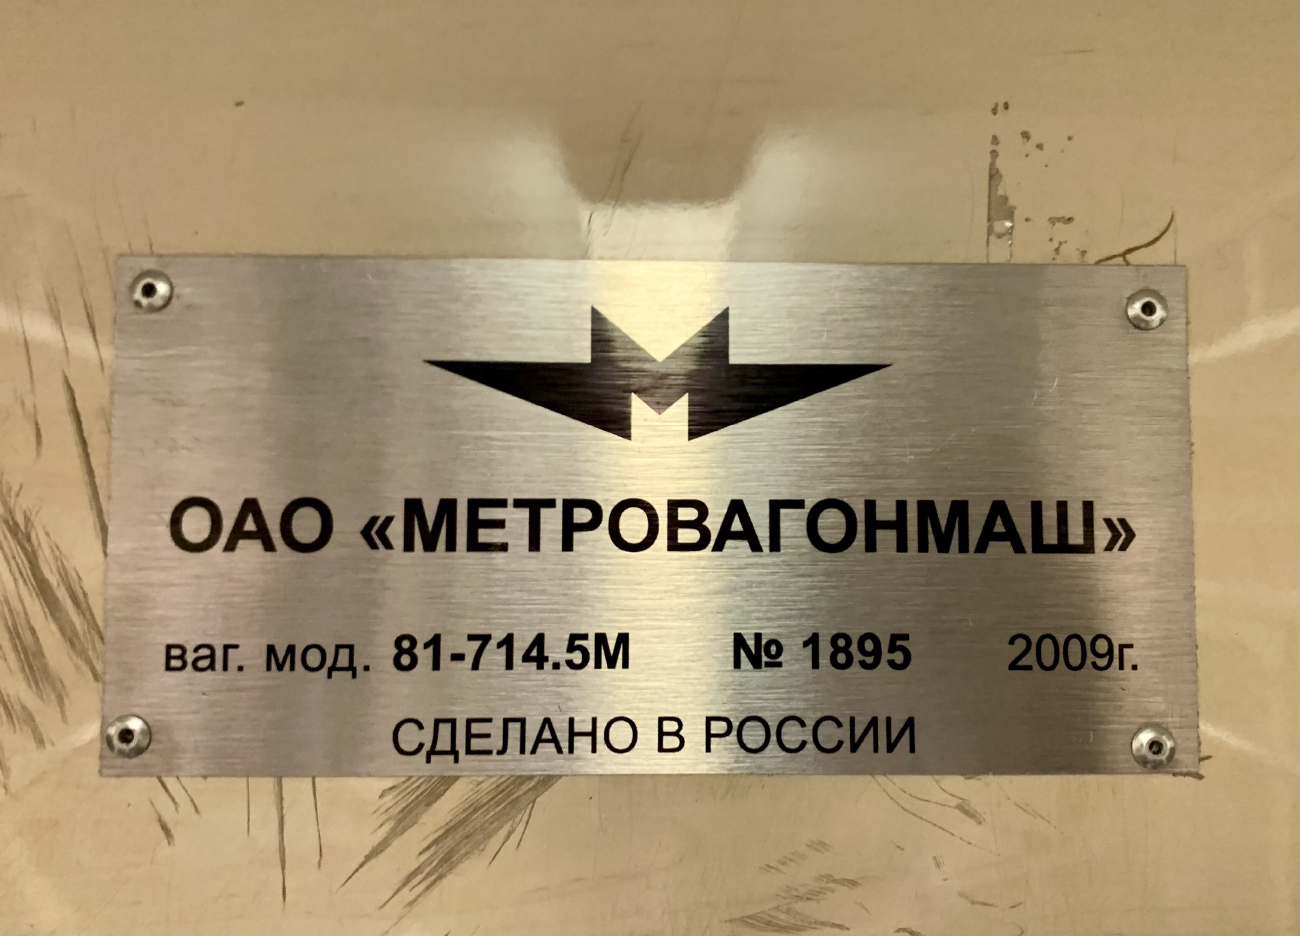 ОАО «МЕТРОВАГОНМАШ»
ваг. мод. 81-714.5М № 1895 2009г.
СДЕЛАНО В РОССИИ